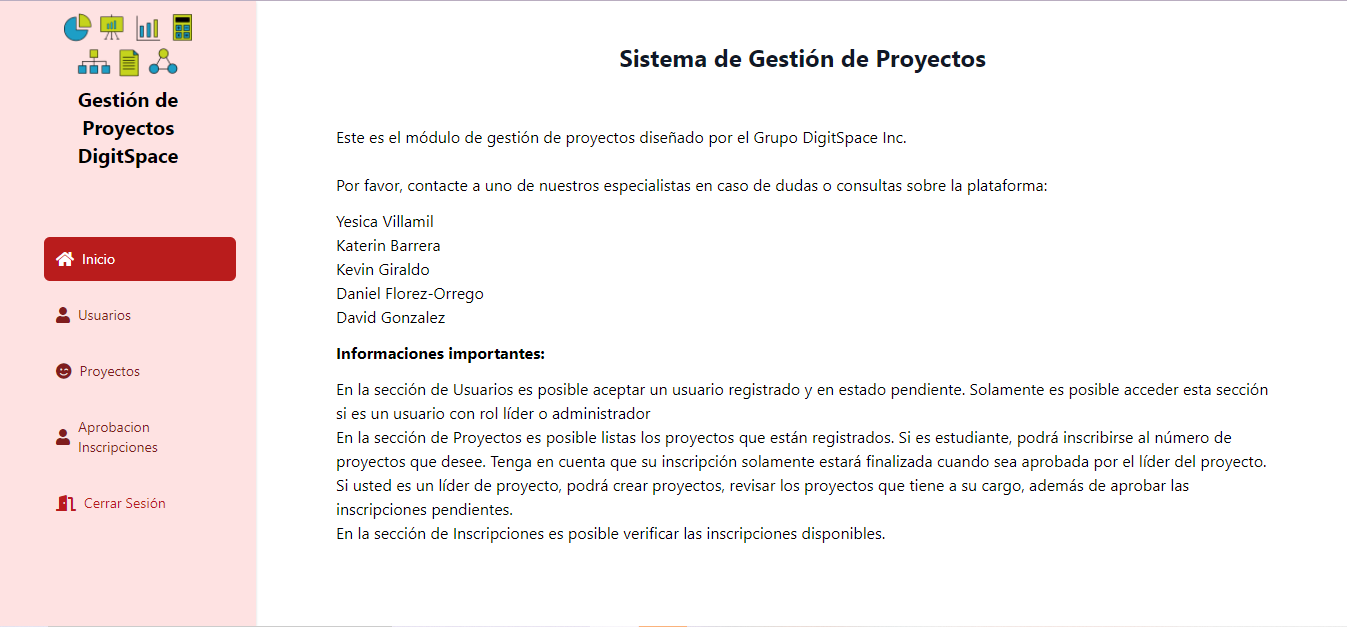 Gestión de
Proyectos
DigitSpace
Inicio
Usuarios
Proyectos
Aprobacion
Inscripciones
Cerrar Sesión
Sistema de Gestión de Proyectos
Este es el módulo de gestión de proyectos diseñado por el Grupo DigitSpace Inc.
Por favor, contacte a uno de nuestros especialistas en caso de dudas o consultas sobre la plataforma:
Yesica Villamil
Katerin Barrera
Kevin Giraldo
Daniel Florez-Orrego
David Gonzalez
Informaciones importantes:
En la sección de Usuarios es posible aceptar un usuario registrado y en estado pendiente. Solamente es posible acceder esta sección
si es un usuario con rol líder o administrador
En la sección de Proyectos es posible listas los proyectos que están registrados. Si es estudiante, podrá inscribirse al número de
proyectos que desee. Tenga en cuenta que su inscripción solamente estará finalizada cuando sea aprobada por el líder del proyecto.
Si usted es un líder de proyecto, podrá crear proyectos, revisar los proyectos que tiene a su cargo, además de aprobar las
inscripciones pendientes.
En la sección de Inscripciones es posible verificar las inscripciones disponibles.